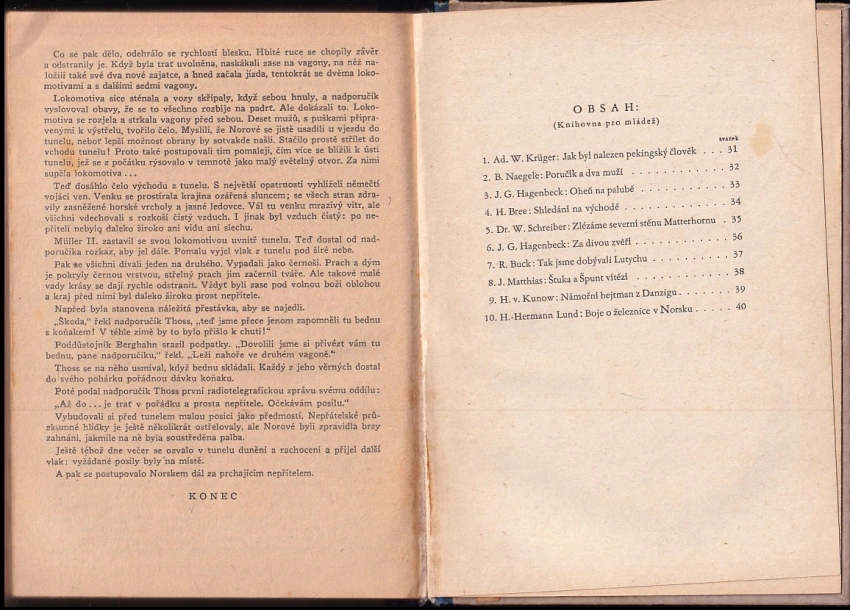 Co se pak dělo, odehrálo se rychlostí blesku. Hbité ruce se chopily závěr
a odstranily je. Když byla trať uvolněna, naskákali zase na vagony, na něž na-
ložili také své dva nové zajatce, a hned začala jízda, tentokrát se dvěma loko-
motivami a s dalšími sedmi vagony.
Lokomotiva sice sténala a vozy skřipaly, když sebou hnuly, a nadporučík
vyslovoval obavy, že se to všechno rozbije na padrť. Ale dokázali to. Loko-
motiva se rozjela a strkala vagony před sebou. Deset mužů, s puškami připra-
venými k výstřelu, tvořilo čelo. Myslili, že Norové se jistě usadili u vjezdu do
tunelu, neboť lepší možnost obrany by sotvakde našli. Stačilo prostě střílet do
vchodu tunelu! Proto také postupovali tím pomaleji, čím více se blížili k ústí
tunelu, jež se z počátku rýsovalo v temnotě jako malý světelný otvor. Za nimi
supěla lokomotiva ...
Teď dosáhlo čelo východu z tunelu. S největší opatrností vyhlíželi němečtí
vojáci ven. Venku se prostírala krajina ozářená sluncem; se všech stran zdra-
vily zasněžené horské vrcholy a jasné ledovce. Vál tu venku mrazivý vítr, ale
všichni vdechovali s rozkoší čistý vzduch. I jinak byl vzduch čistý: po ne-
příteli nebylo daleko široko ani vidu ani slechu.
Müller II. zastavil se svou lokomotivou uvnitř tunelu. Teď dostal od nad-
poručíka rozkaz, aby jel dále. Pomalu vyjel vlak z tunelu pod širé nebe.
Pak se všichni dívali jeden na druhého. Vypadali jako černoši. Prach a dým
je pokryly černou vrstvou, střelný prach jim začernil tváře. Ale takové malé
vady krásy se dají rychle odstranit. Vždyť byli zase pod volnou boží oblohou
a kraj před nimi byl daleko široko prost nepřítele.
Napřed byla stanovena náležitá přestávka, aby se najedli.
„Škoda,“ řekl nadporučík Thoss, „teď jsme přece jenom zapomněli tu bednu
s koňakem! V téhle zimě by to bylo přišlo k chuti!“
Poddůstojník Berghahn srazil podpatky. „Dovolili jsme si přivézt vám tu
bednu, pane nadporučíku,“ řekl. „Leží nahoře ve druhém vagoně.“
Thoss se na něho usmíval, když bednu skládali. Každý z jeho věrných dostal
do svého pohárku pořádnou dávku koňaku.
Poté podal nadporučík Thoss první radiotelegrafickou zprávu svému oddílu:
„Až do ... je trať v pořádku a prosta nepřítele. Očekávám posilu.“
Vybudovali si před tunelem malou posici jako předmostí. Nepřátelské prů-
zkumné hlídky je ještě několikrát ostřelovaly, ale Norové byli zpravidla brzy
zahnáni, jakmile na ně byla soustředěna palba.
Ještě téhož dne večer se ozvalo v tunelu dunění a rachocení a přijel další
vlak: vyžádané posily byly na místě.
A pak se postupovalo Norskem dál za prchajícím nepřítelem.
KONEC
OBSAH:
(Knihovna pro mládež)
svazek
1. Ad. W. Krüger: Jak byl nalezen pekingský člověk . . . 31
2. B. Naegele: Poručík a dva muži . . . . . . . . . . 32
3. J. G. Hagenbeck: Oheň na palubě . . . . . . . . . 33
4. H. Bree: Shledání na východě . . . . . . . . . . . 34
5. Dr. W. Schreiber: Zlézáme severní stěnu Matterhornu . 35
6. J. G. Hagenbeck: Za divou zvěří . . . . . . . . . . 36
7. R. Buck: Tak jsme dobývali Lutychu . . . . . . . . 37
8. J. Matthias: Štuka a Špunt vítězí . . . . . . . . . 38
9. H. v. Kunow: Námořní hejtman z Danzigu . . . . . . 39
10. H.-Hermann Lund: Boje o železnice v Norsku . . . . . 40